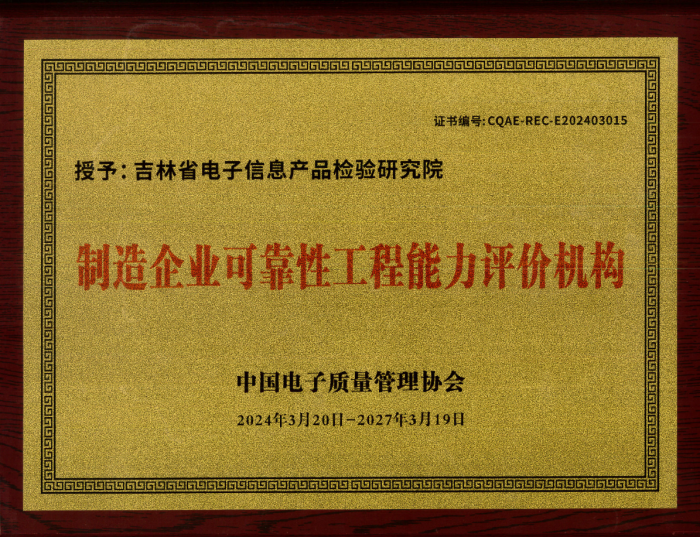 证书编号:CQAE-REC-E202403015
授予：吉林省电子信息产品检验研究院
制造企业可靠性工程能力评价机构
中国电子质量管理协会
2024年3月20日-2027年3月19日